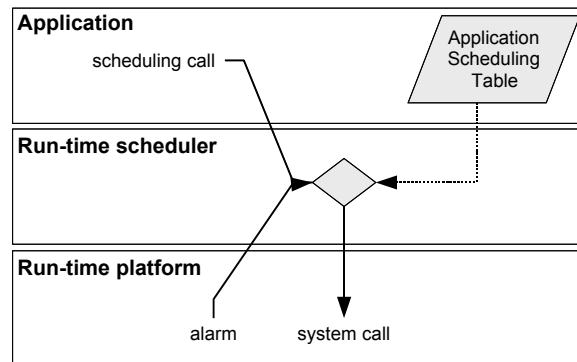 Application
scheduling call
Application
Scheduling
Table
Run-time scheduler
Run-time platform
alarm
system call